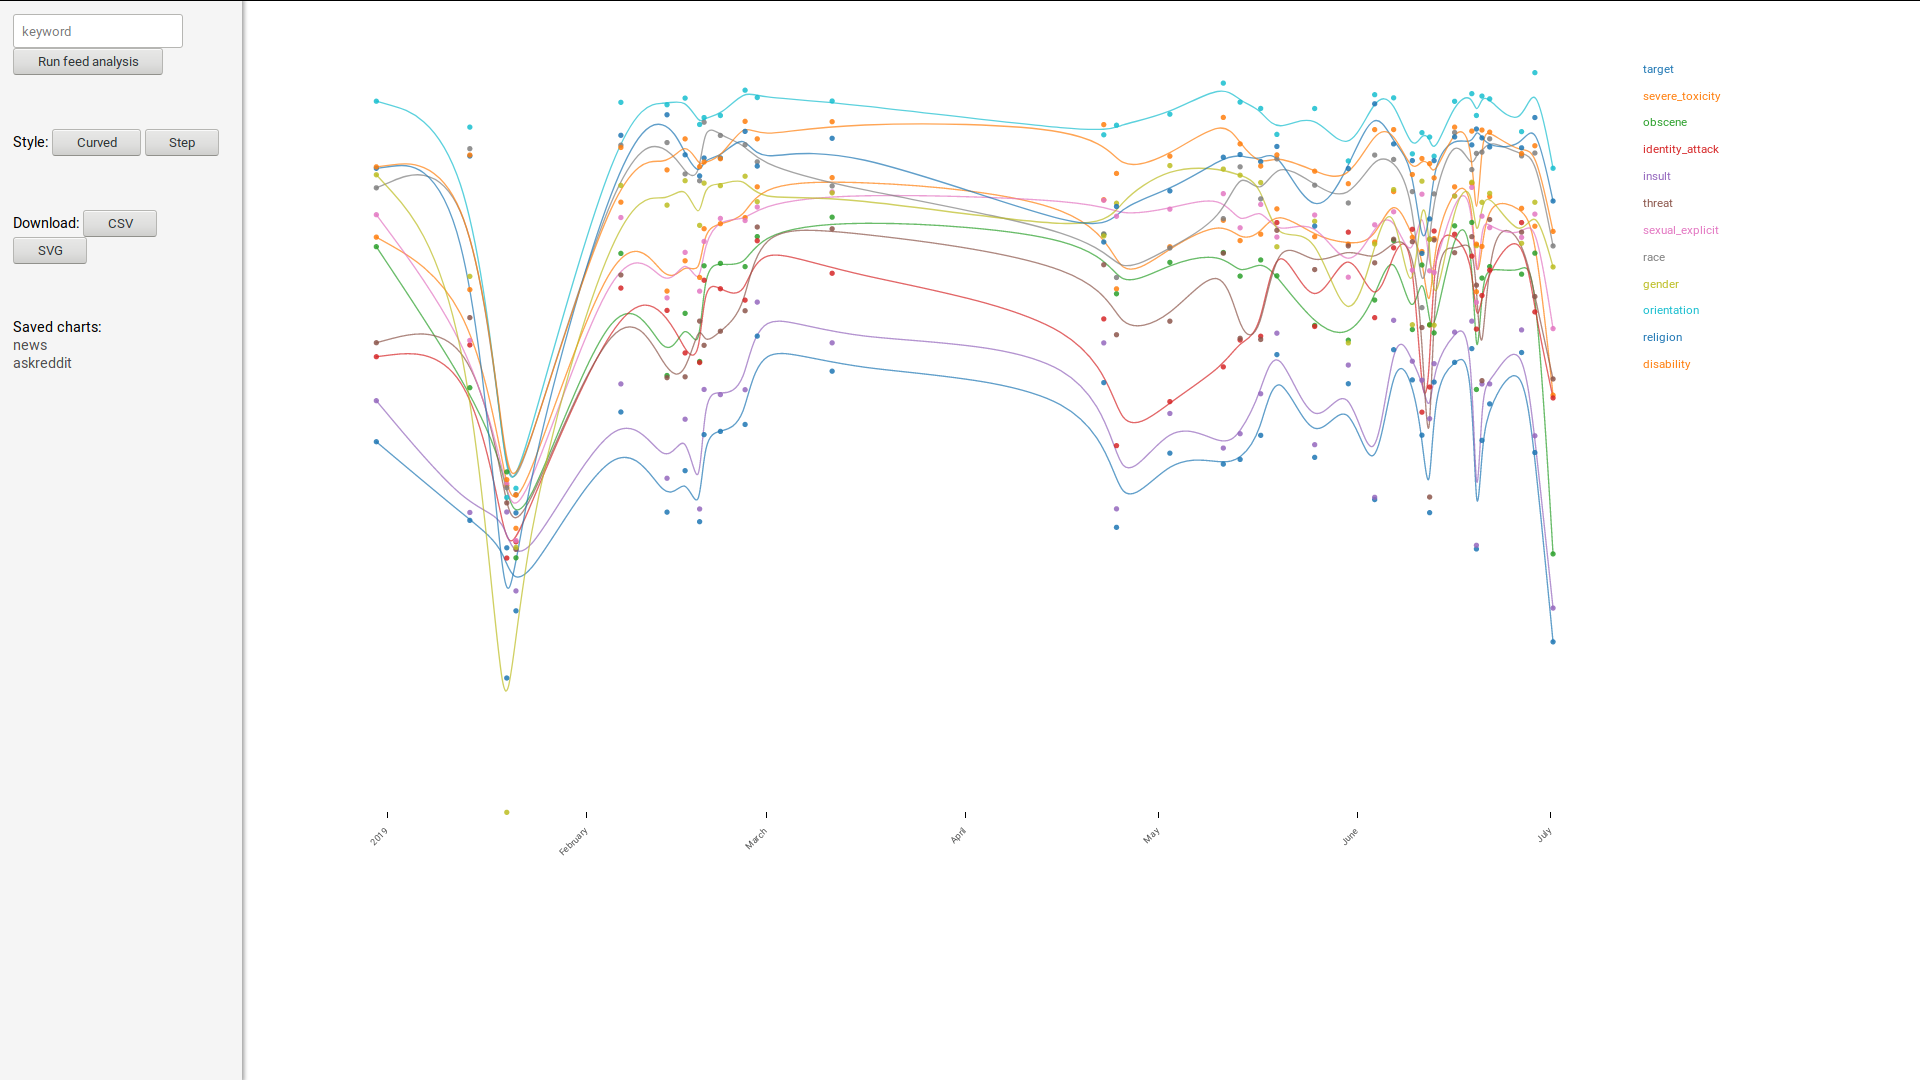 keyword
Run feed analysis
Style: Curved Step
Download: CSV
SVG
Saved charts:
news
askreddit
target
severe_toxicity
obscene
identity_attack
insult
threat
sexual_explicit
race
gender
orientation
religion
disability
2019 February March April May June July